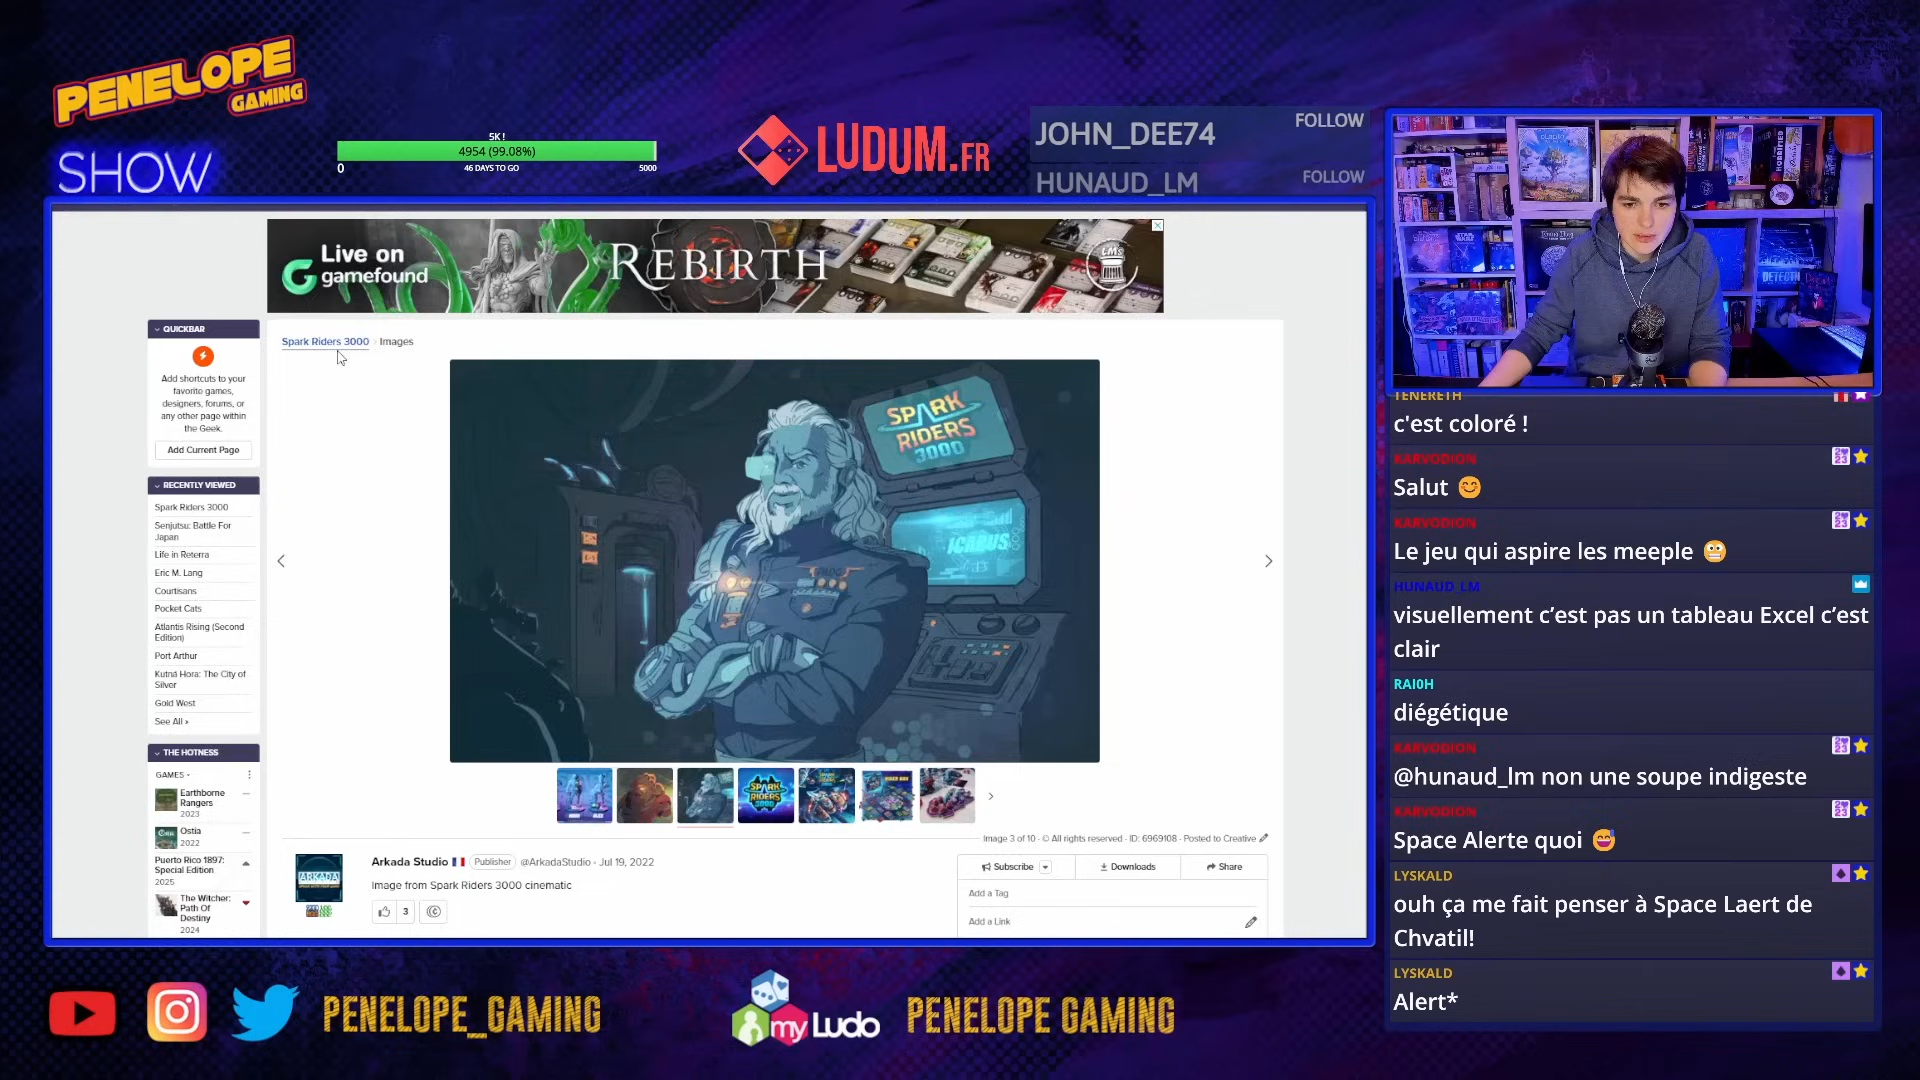 PENELOPE
GAMING
SHOW
5K !
4954 (99.08%)
0
46 DAYS TO GO
5000
LUDUM.FR
JOHN_DEE74
FOLLOW
HUNAUD_LM
FOLLOW
Live on
gamefound
REBIRTH
QUICKBAR
Add shortcuts to your
favorite games,
designers, forums, or
any other page within
the Geek.
Add Current Page
RECENTLY VIEWED
Spark Riders 3000
Senjutsu: Battle For
Japan
Life in Reterra
Eric M. Lang
Courtisans
Pocket Cats
Atlantis Rising (Second
Edition)
Port Arthur
Kutná Hora: The City of
Silver
Gold West
See All »
THE HOTNESS
GAMES
Earthborne
Rangers
2023
Ostia
2022
Puerto Rico 1897:
Special Edition
2025
The Witcher:
Path Of
Destiny
2024
Spark Riders 3000 › Images
SPARK
RIDERS
3000
ICARUS
SPARK
RIDERS
3000
Image 3 of 10 · © All rights reserved · ID: 6969108 · Posted to Creative
ARKADA
Arkada Studio
Publisher
@ArkadaStudio · Jul 19, 2022
Image from Spark Riders 3000 cinematic
3
Subscribe
Downloads
Share
Add a Tag
Add a Link
TENERETH
c'est coloré !
KARVODION
Salut 😊
KARVODION
Le jeu qui aspire les meeple 😬
HUNAUD_LM
visuellement c’est pas un tableau Excel c’est
clair
RAI0H
diégétique
KARVODION
@hunaud_lm non une soupe indigeste
KARVODION
Space Alerte quoi 😅
LYSKALD
ouh ça me fait penser à Space Laert de
Chvatil!
LYSKALD
Alert*
PENELOPE_GAMING
my Ludo
PENELOPE GAMING